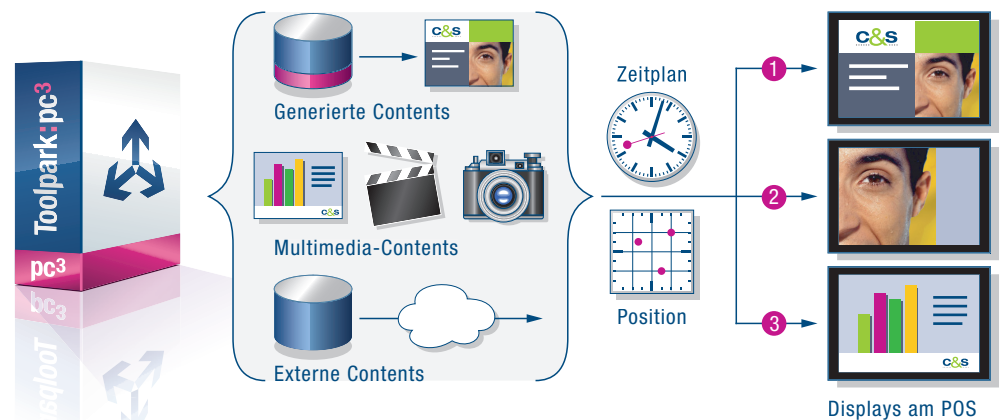 Toolpark:pc3
pc3
C&S
Generierte Contents
C&S
Multimedia-Contents
Externe Contents
Zeitplan
Position
1
C&S
2
3
C&S
Displays am POS